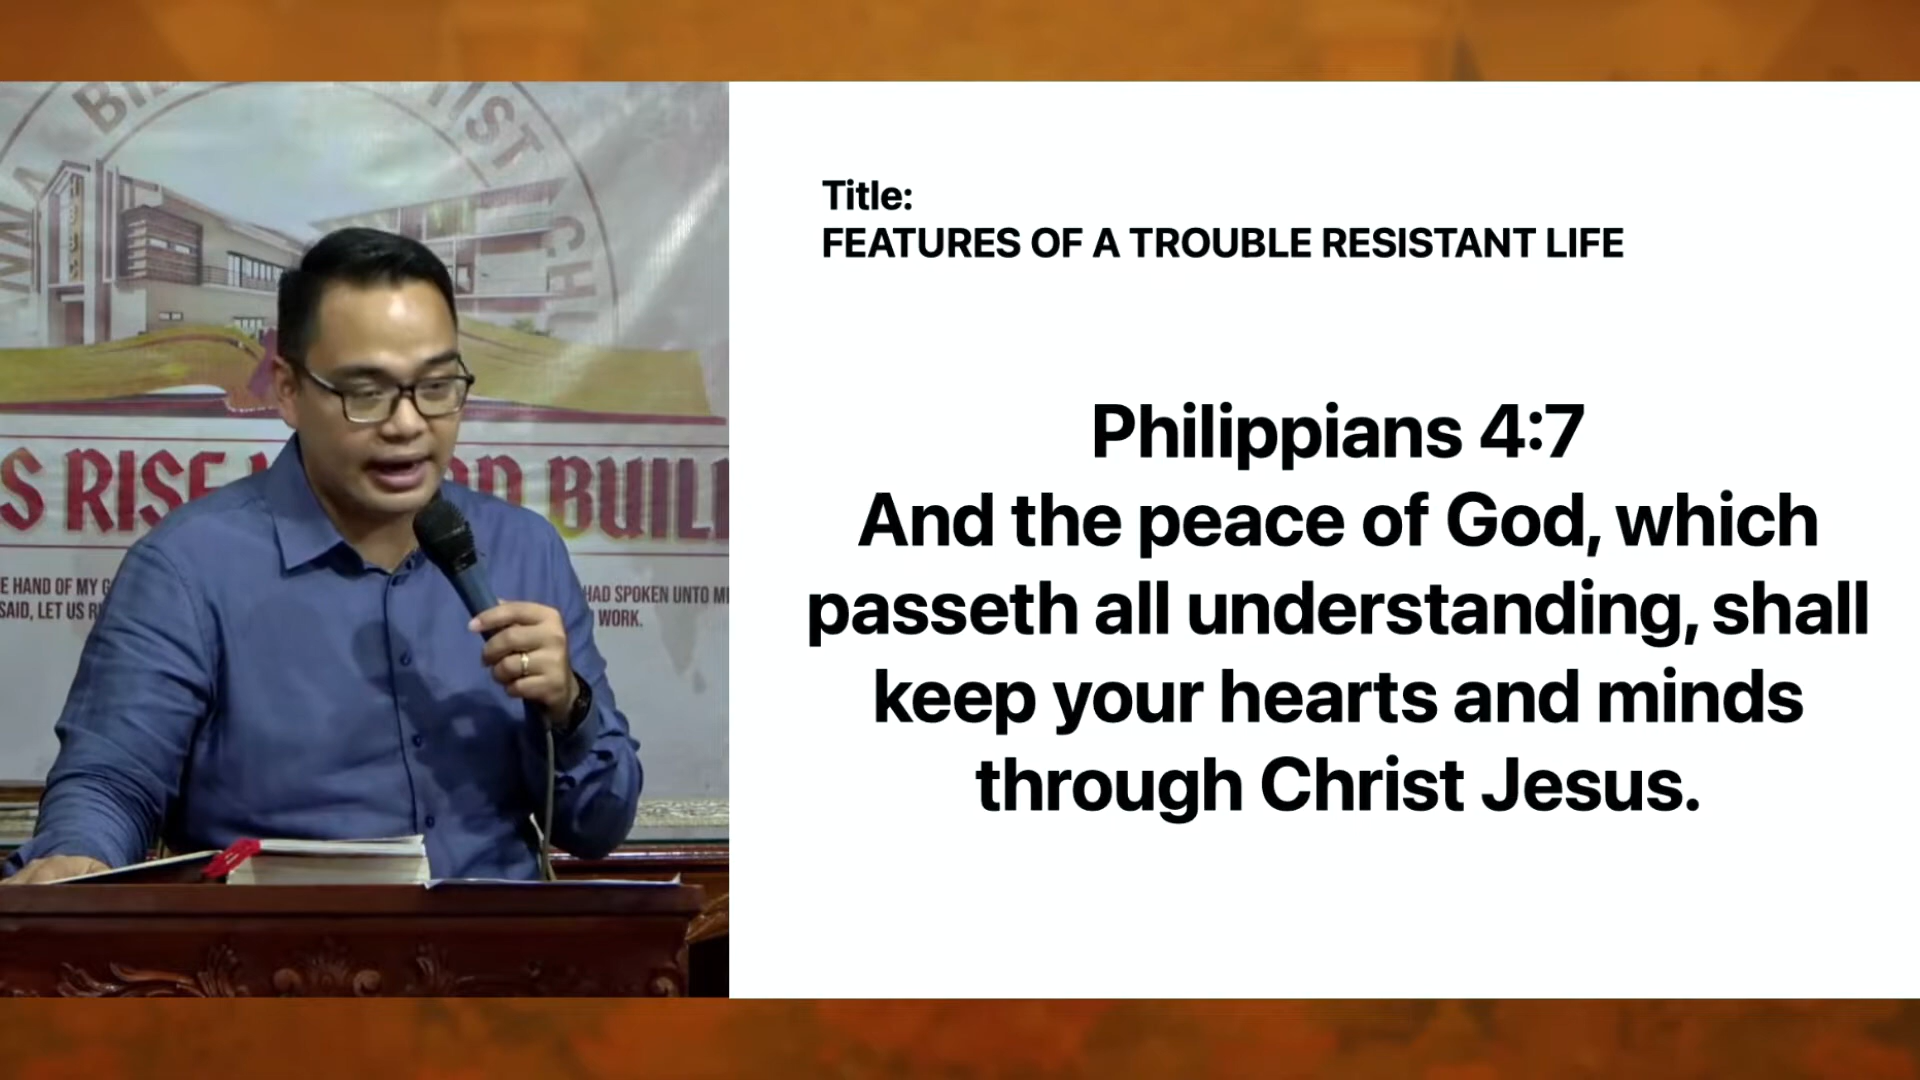 Title:
FEATURES OF A TROUBLE RESISTANT LIFE
Philippians 4:7
And the peace of God, which
passeth all understanding, shall
keep your hearts and minds
through Christ Jesus.
RISE
BUIL
E HAND OF MY
HAD SPOKEN UNTO
SAID, LET US
WORK.